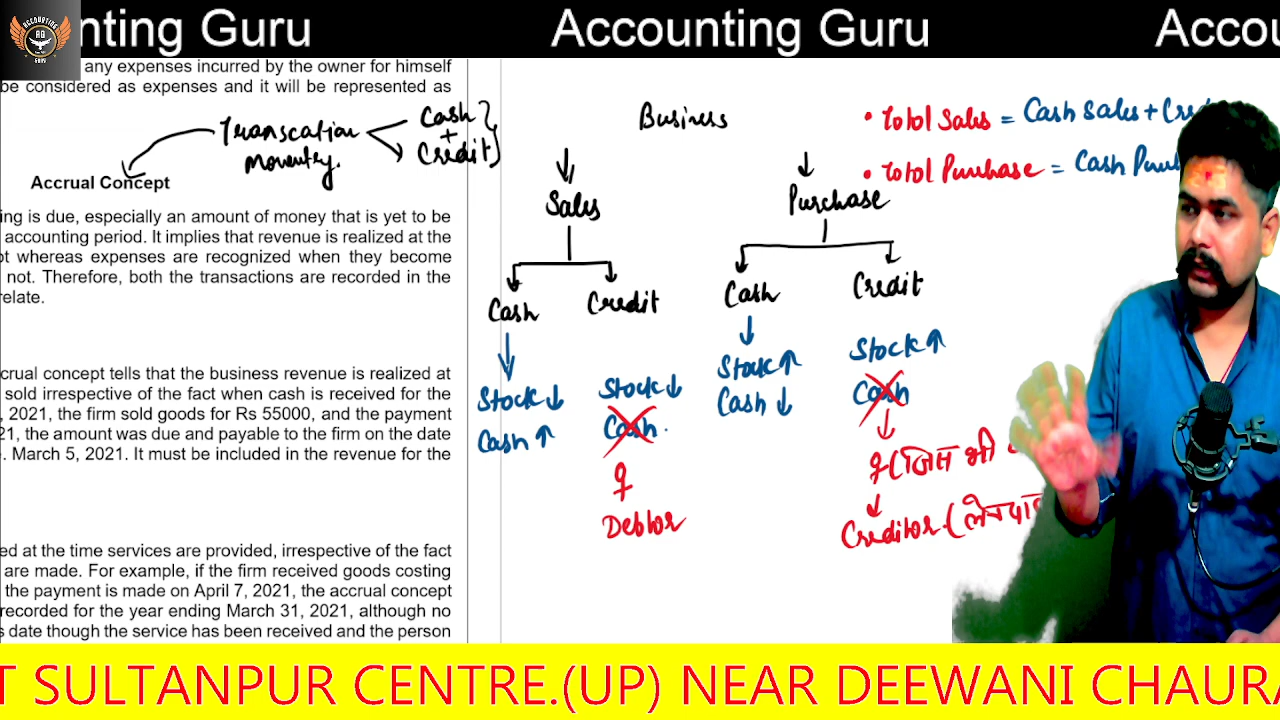 nting Guru
Accounting Guru
Accou
ACCOUNTING
AG
GURU
any expenses incurred by the owner for himself
be considered as expenses and it will be represented as
Transcation
Monentry.
Cash
+
Credit
Accrual Concept
ing is due, especially an amount of money that is yet to be
accounting period. It implies that revenue is realized at the
ot whereas expenses are recognized when they become
not. Therefore, both the transactions are recorded in the
relate.
crual concept tells that the business revenue is realized at
sold irrespective of the fact when cash is received for the
, 2021, the firm sold goods for Rs 55000, and the payment
21, the amount was due and payable to the firm on the date
. March 5, 2021. It must be included in the revenue for the
ed at the time services are provided, irrespective of the fact
are made. For example, if the firm received goods costing
the payment is made on April 7, 2021, the accrual concept
recorded for the year ending March 31, 2021, although no
s date though the service has been received and the person
Business
• Total Sales = Cash Sales + Cre
• Total Purchase = Cash Purc
Sales
Purchase
Cash
Credit
Cash
Credit
Stock ↓
Cash ↑
Stock ↓
Cash
Debtor
Stock ↑
Cash ↓
Stock ↑
Cash
(जिस भी
Creditor. (लेनदा
T SULTANPUR CENTRE.(UP) NEAR DEEWANI CHAURA